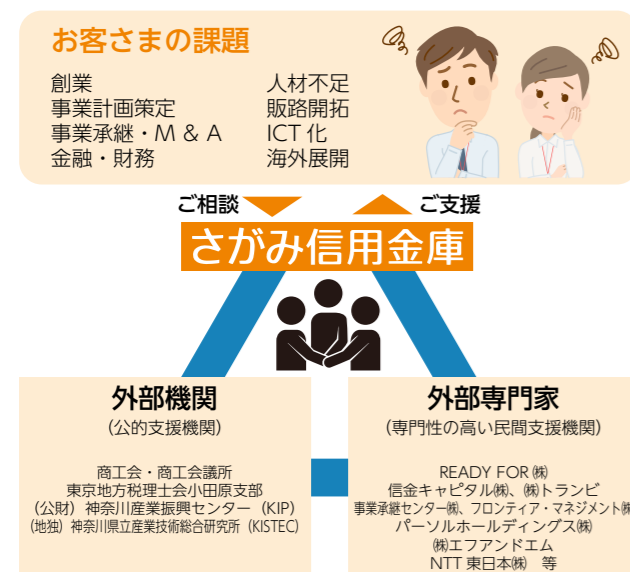 お客さまの課題
創業
事業計画策定
事業承継・M & A
金融・財務
人材不足
販路開拓
ICT 化
海外展開
ご相談
ご支援
さがみ信用金庫
外部機関
(公的支援機関)
商工会・商工会議所
東京地方税理士会小田原支部
(公財) 神奈川産業振興センター (KIP)
(地独) 神奈川県立産業技術総合研究所 (KISTEC)
外部専門家
(専門性の高い民間支援機関)
READY FOR ㈱
信金キャピタル㈱、㈱トランビ
事業承継センター㈱、フロンティア・マネジメント㈱
パーソルホールディングス㈱
㈱エフアンドエム
NTT 東日本㈱　等